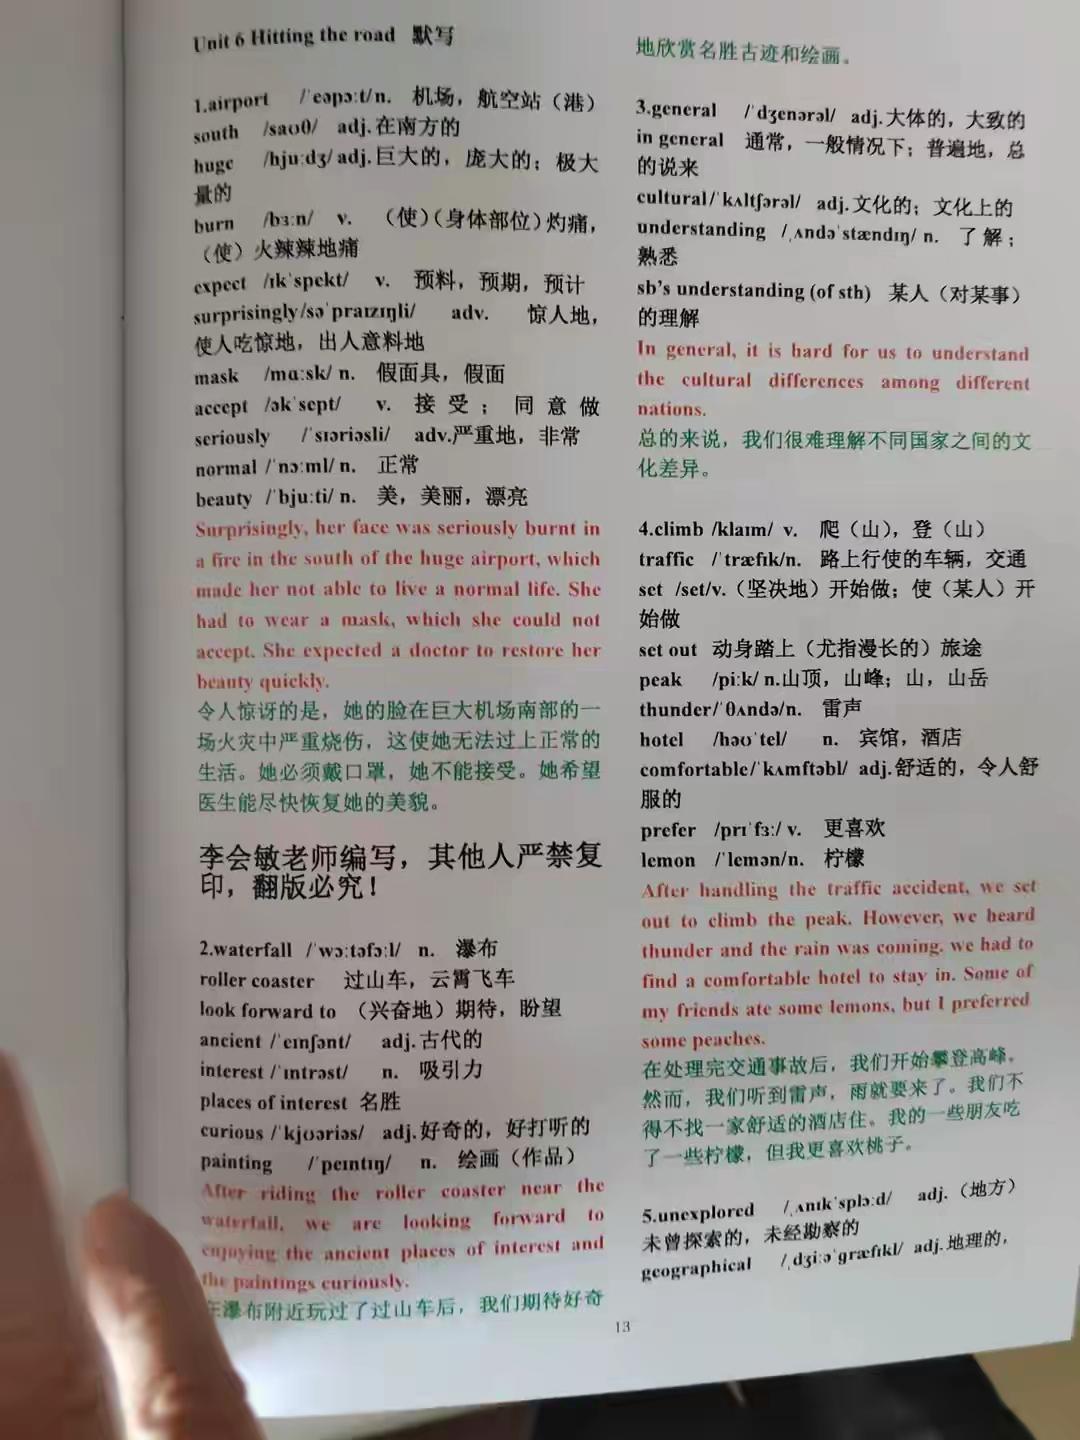 Unit 6 Hitting the road 默写
1.airport /ˈeəpɔːt/n. 机场，航空站（港）
south /saʊθ/ adj.在南方的
huge /hjuːdʒ/ adj.巨大的，庞大的；极大
量的
burn /bɜːn/ v. （使）（身体部位）灼痛，
（使）火辣辣地痛
expect /ɪkˈspekt/ v. 预料，预期，预计
surprisingly/səˈpraɪzɪŋli/ adv. 惊人地，
使人吃惊地，出人意料地
mask /mɑːsk/ n. 假面具，假面
accept /əkˈsept/ v. 接受；同意做
seriously /ˈsɪəriəsli/ adv.严重地，非常
normal /ˈnɔːml/ n. 正常
beauty /ˈbjuːti/ n. 美，美丽，漂亮
Surprisingly, her face was seriously burnt in
a fire in the south of the huge airport, which
made her not able to live a normal life. She
had to wear a mask, which she could not
accept. She expected a doctor to restore her
beauty quickly.
令人惊讶的是，她的脸在巨大机场南部的一
场火灾中严重烧伤，这使她无法过上正常的
生活。她必须戴口罩，她不能接受。她希望
医生能尽快恢复她的美貌。
李会敏老师编写，其他人严禁复
印，翻版必究！
2.waterfall /ˈwɔːtəfɔːl/ n. 瀑布
roller coaster 过山车，云霄飞车
look forward to （兴奋地）期待，盼望
ancient /ˈeɪnʃənt/ adj.古代的
interest /ˈɪntrəst/ n. 吸引力
places of interest 名胜
curious /ˈkjʊəriəs/ adj.好奇的，好打听的
painting /ˈpeɪntɪŋ/ n. 绘画（作品）
After riding the roller coaster near the
waterfall, we are looking forward to
enjoying the ancient places of interest and
the paintings curiously.
在瀑布附近玩过了过山车后，我们期待好奇
地欣赏名胜古迹和绘画。
3.general /ˈdʒenərəl/ adj.大体的，大致的
in general 通常，一般情况下；普遍地，总
的说来
cultural/ˈkʌltʃərəl/ adj.文化的；文化上的
understanding /ˌʌndəˈstændɪŋ/ n. 了解；
熟悉
sb's understanding (of sth) 某人（对某事）
的理解
In general, it is hard for us to understand
the cultural differences among different
nations.
总的来说，我们很难理解不同国家之间的文
化差异。
4.climb /klaɪm/ v. 爬（山），登（山）
traffic /ˈtræfɪk/n. 路上行使的车辆，交通
set /set/v.（坚决地）开始做；使（某人）开
始做
set out 动身踏上（尤指漫长的）旅途
peak /piːk/ n.山顶，山峰；山，山岳
thunder/ˈθʌndə/n. 雷声
hotel /həʊˈtel/ n. 宾馆，酒店
comfortable/ˈkʌmftəbl/ adj.舒适的，令人舒
服的
prefer /prɪˈfɜː/ v. 更喜欢
lemon /ˈlemən/n. 柠檬
After handling the traffic accident, we set
out to climb the peak. However, we heard
thunder and the rain was coming. we had to
find a comfortable hotel to stay in. Some of
my friends ate some lemons, but I preferred
some peaches.
在处理完交通事故后，我们开始攀登高峰。
然而，我们听到雷声，雨就要来了。我们不
得不找一家舒适的酒店住。我的一些朋友吃
了一些柠檬，但我更喜欢桃子。
5.unexplored /ˌʌnɪkˈsplɔːd/ adj.（地方）
未曾探索的，未经勘察的
geographical /ˌdʒiːəˈɡræfɪkl/ adj.地理的，
13